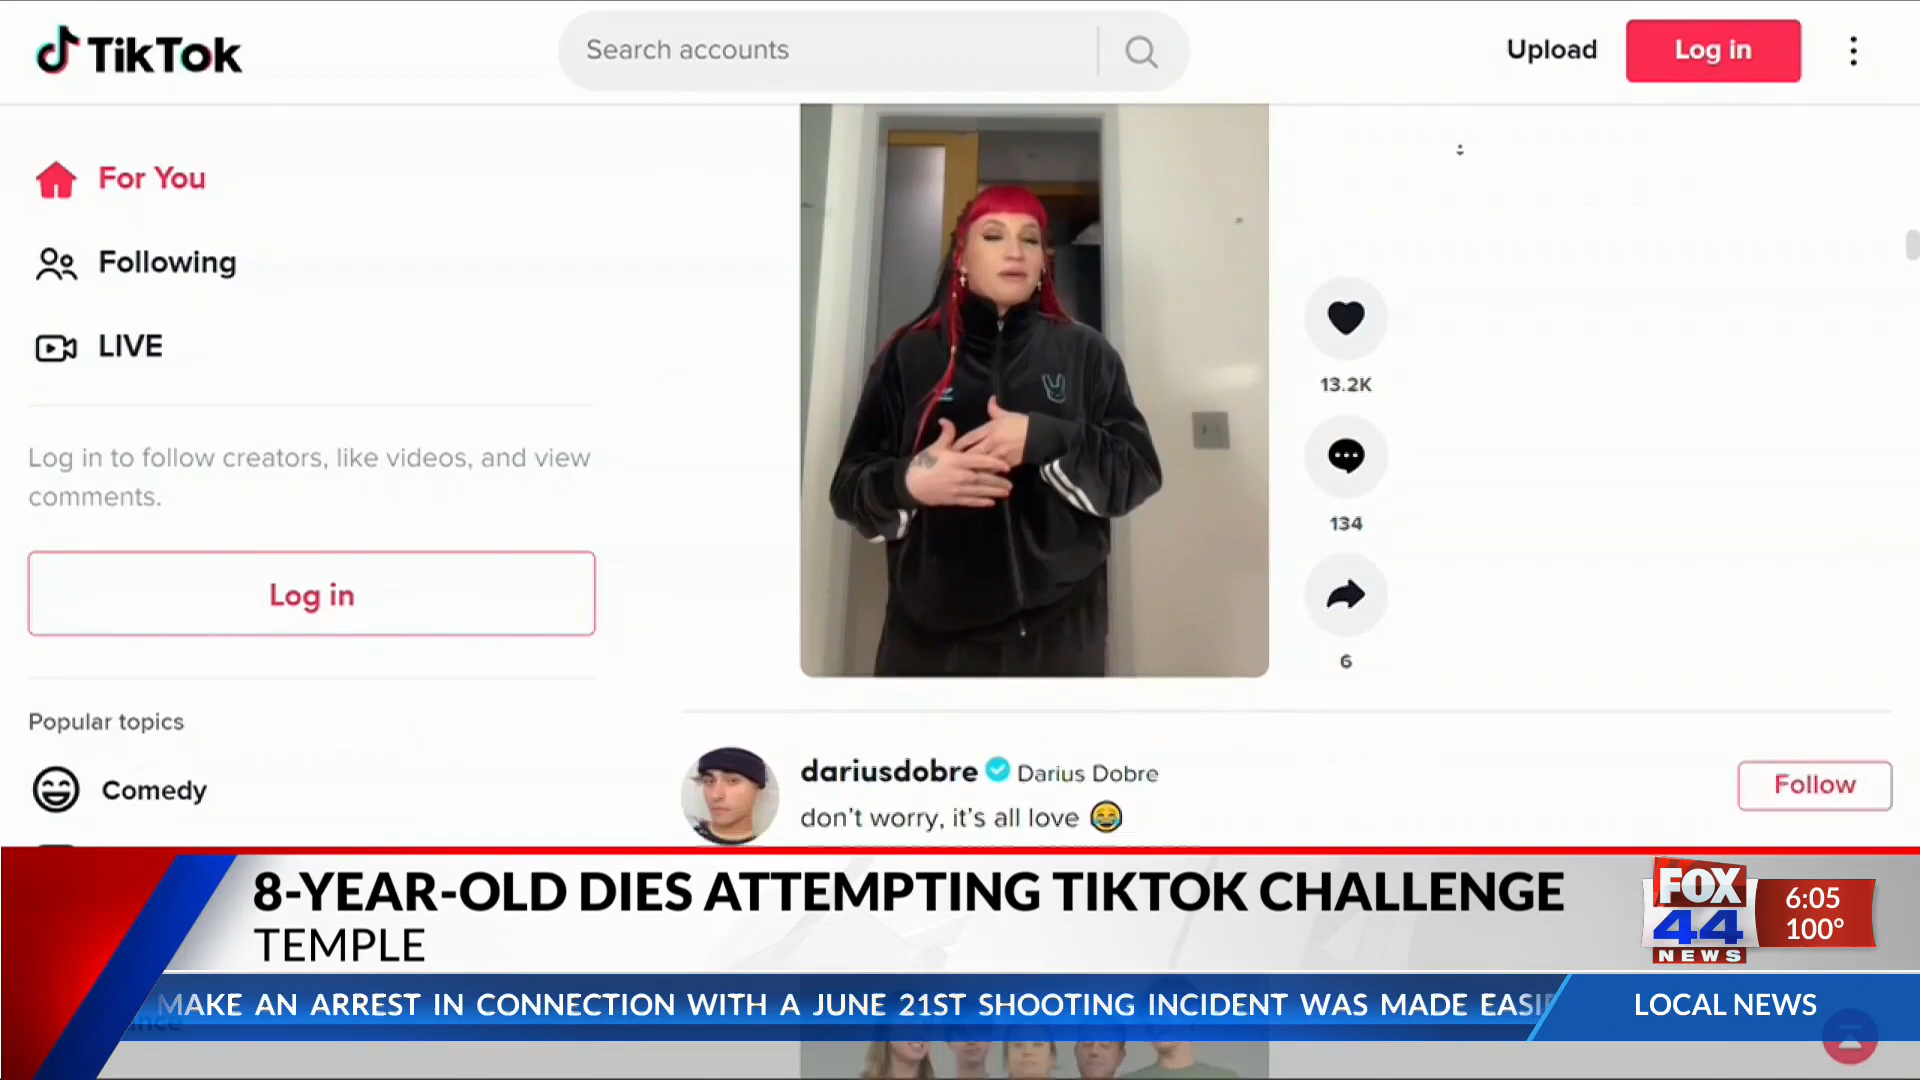 TikTok
Search accounts
Upload
Log in
For You
Following
LIVE
Log in to follow creators, like videos, and view
comments.
Log in
Popular topics
Comedy
13.2K
134
6
dariusdobre Darius Dobre
don't worry, it's all love 😂
Follow
8-YEAR-OLD DIES ATTEMPTING TIKTOK CHALLENGE
TEMPLE
FOX
44
NEWS
6:05
100°
MAKE AN ARREST IN CONNECTION WITH A JUNE 21ST SHOOTING INCIDENT WAS MADE
LOCAL NEWS